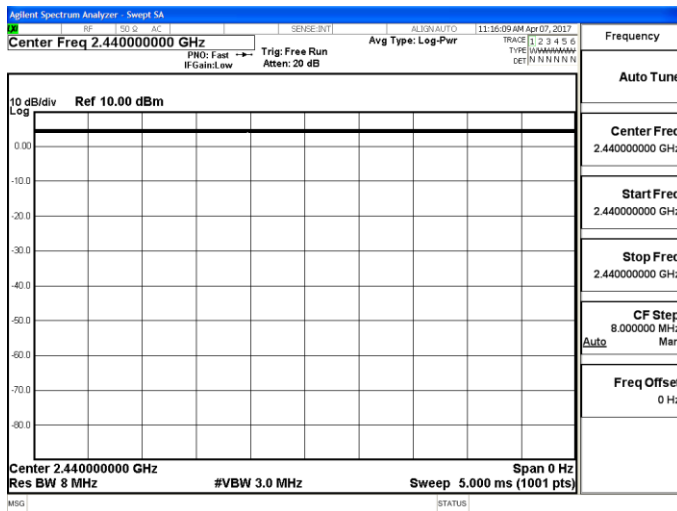 Agilent Spectrum Analyzer - Swept SA
RF 50 Ω AC SENSE:INT ALIGN AUTO 11:16:09 AM Apr 07, 2017
Center Freq 2.440000000 GHz
PNO: Fast
IFGain:Low
Trig: Free Run
Atten: 20 dB
Avg Type: Log-Pwr
TRACE 1 2 3 4 5 6
TYPE
DET N N N N N N
10 dB/div Ref 10.00 dBm
Log
0.00
-10.0
-20.0
-30.0
-40.0
-50.0
-60.0
-70.0
-80.0
Center 2.440000000 GHz Span 0 Hz
Res BW 8 MHz #VBW 3.0 MHz Sweep 5.000 ms (1001 pts)
MSG STATUS
Frequency
Auto Tune
Center Freq
2.440000000 GHz
Start Freq
2.440000000 GHz
Stop Freq
2.440000000 GHz
CF Step
8.000000 MHz
Auto Man
Freq Offset
0 Hz